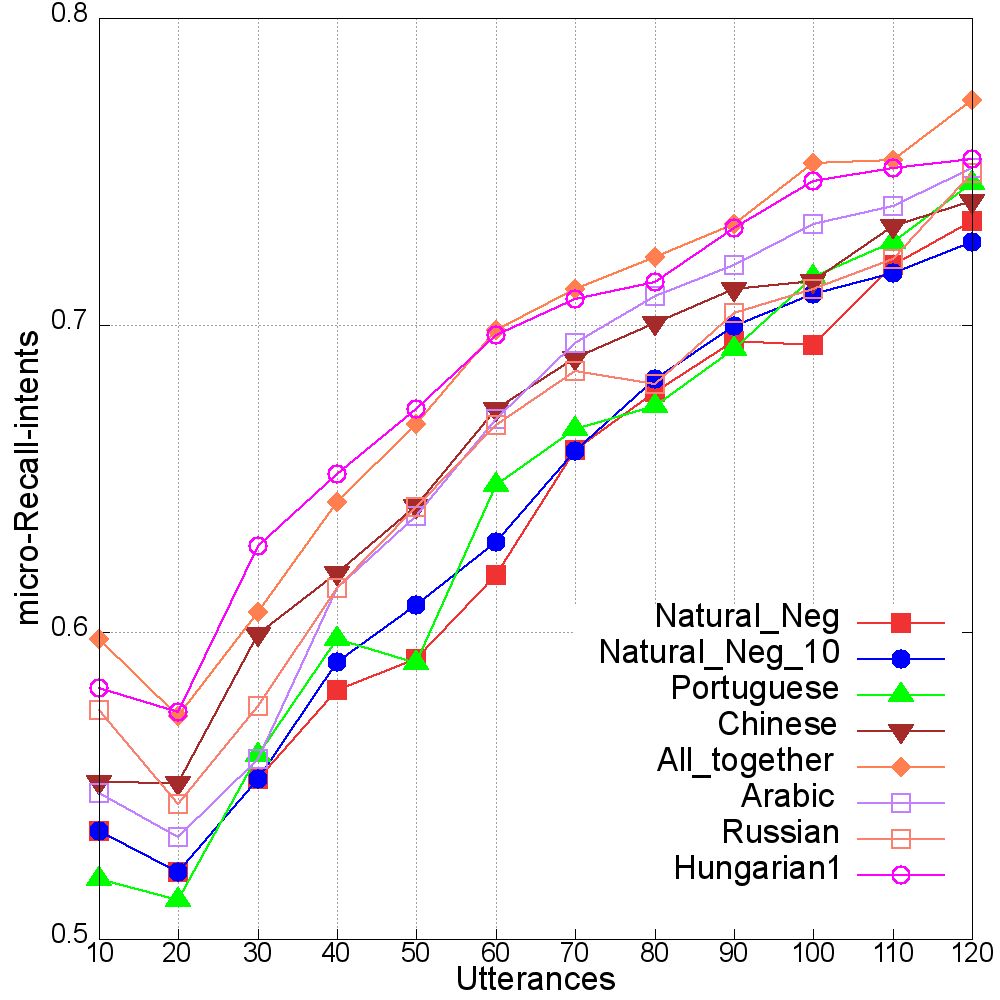 0.8
0.7
0.6
0.5
micro-Recall-intents
Natural_Neg
Natural_Neg_10
Portuguese
Chinese
All_together
Arabic
Russian
Hungarian1
10 20 30 40 50 60 70 80 90 100 110 120
Utterances